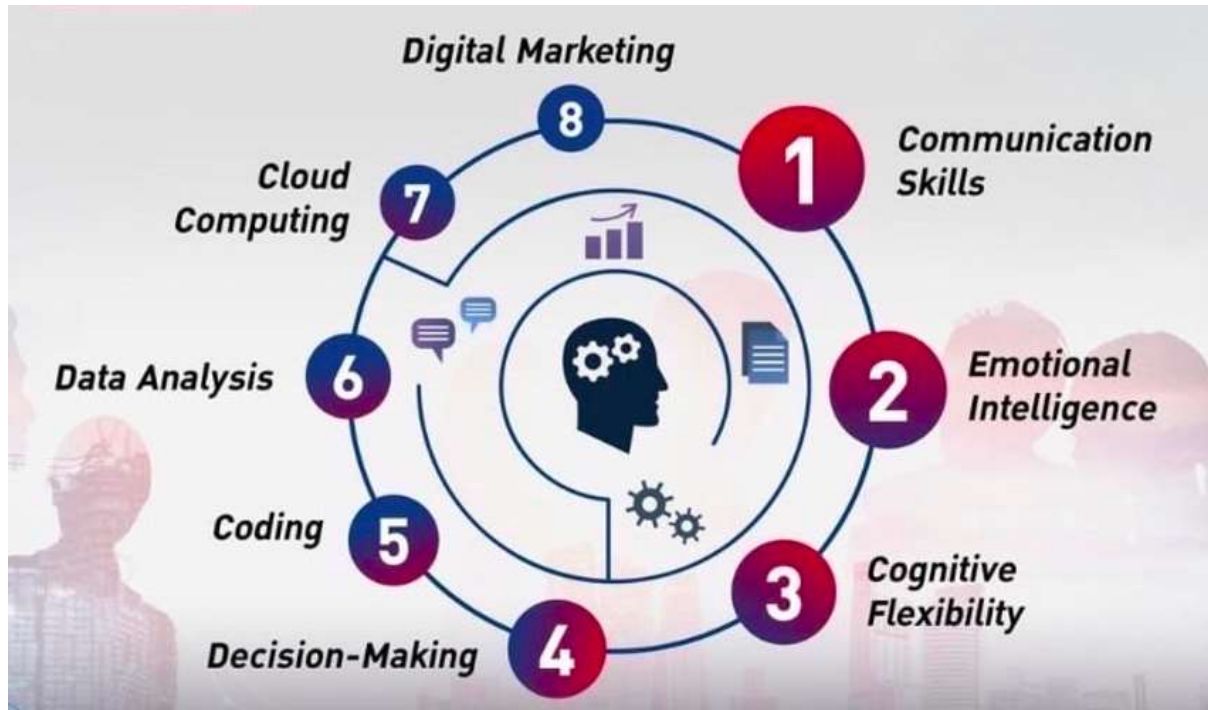 1
Communication
Skills
2
Emotional
Intelligence
3
Cognitive
Flexibility
4
Decision-Making
5
Coding
6
Data Analysis
7
Cloud
Computing
8
Digital Marketing